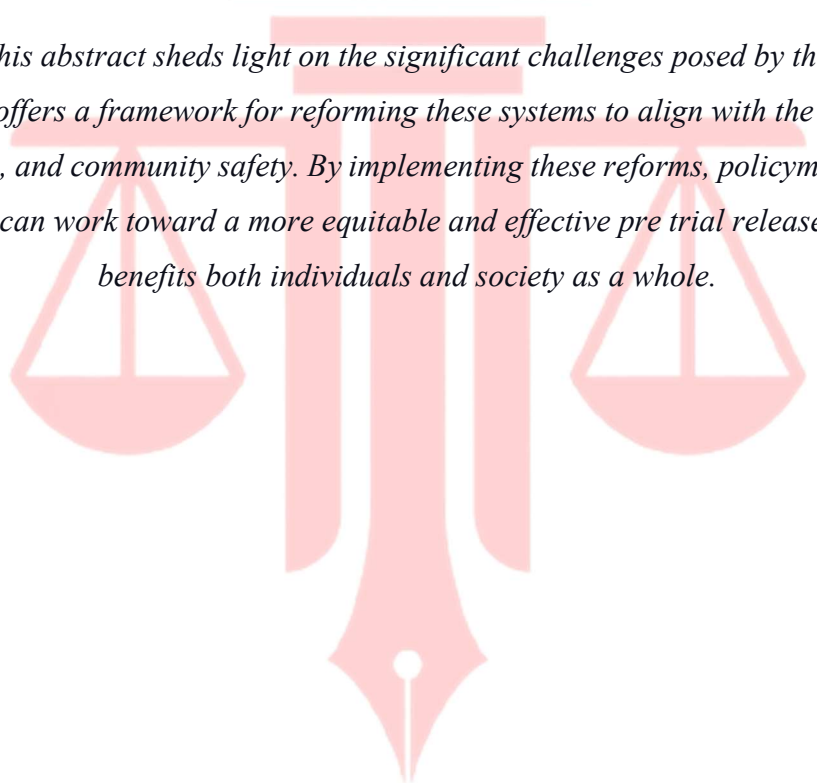 his abstract sheds light on the significant challenges posed by th
offers a framework for reforming these systems to align with the
, and community safety. By implementing these reforms, policym
can work toward a more equitable and effective pre trial release
benefits both individuals and society as a whole.